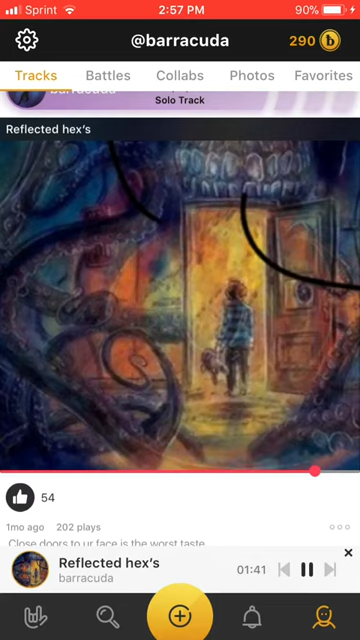 Sprint 2:57 PM 90%
@barracuda 290 b
Tracks Battles Collabs Photos Favorites
barracuda
Solo Track
Reflected hex's
54
1mo ago 202 plays
Close doors to ur face is the worst taste
Reflected hex's
barracuda
01:41